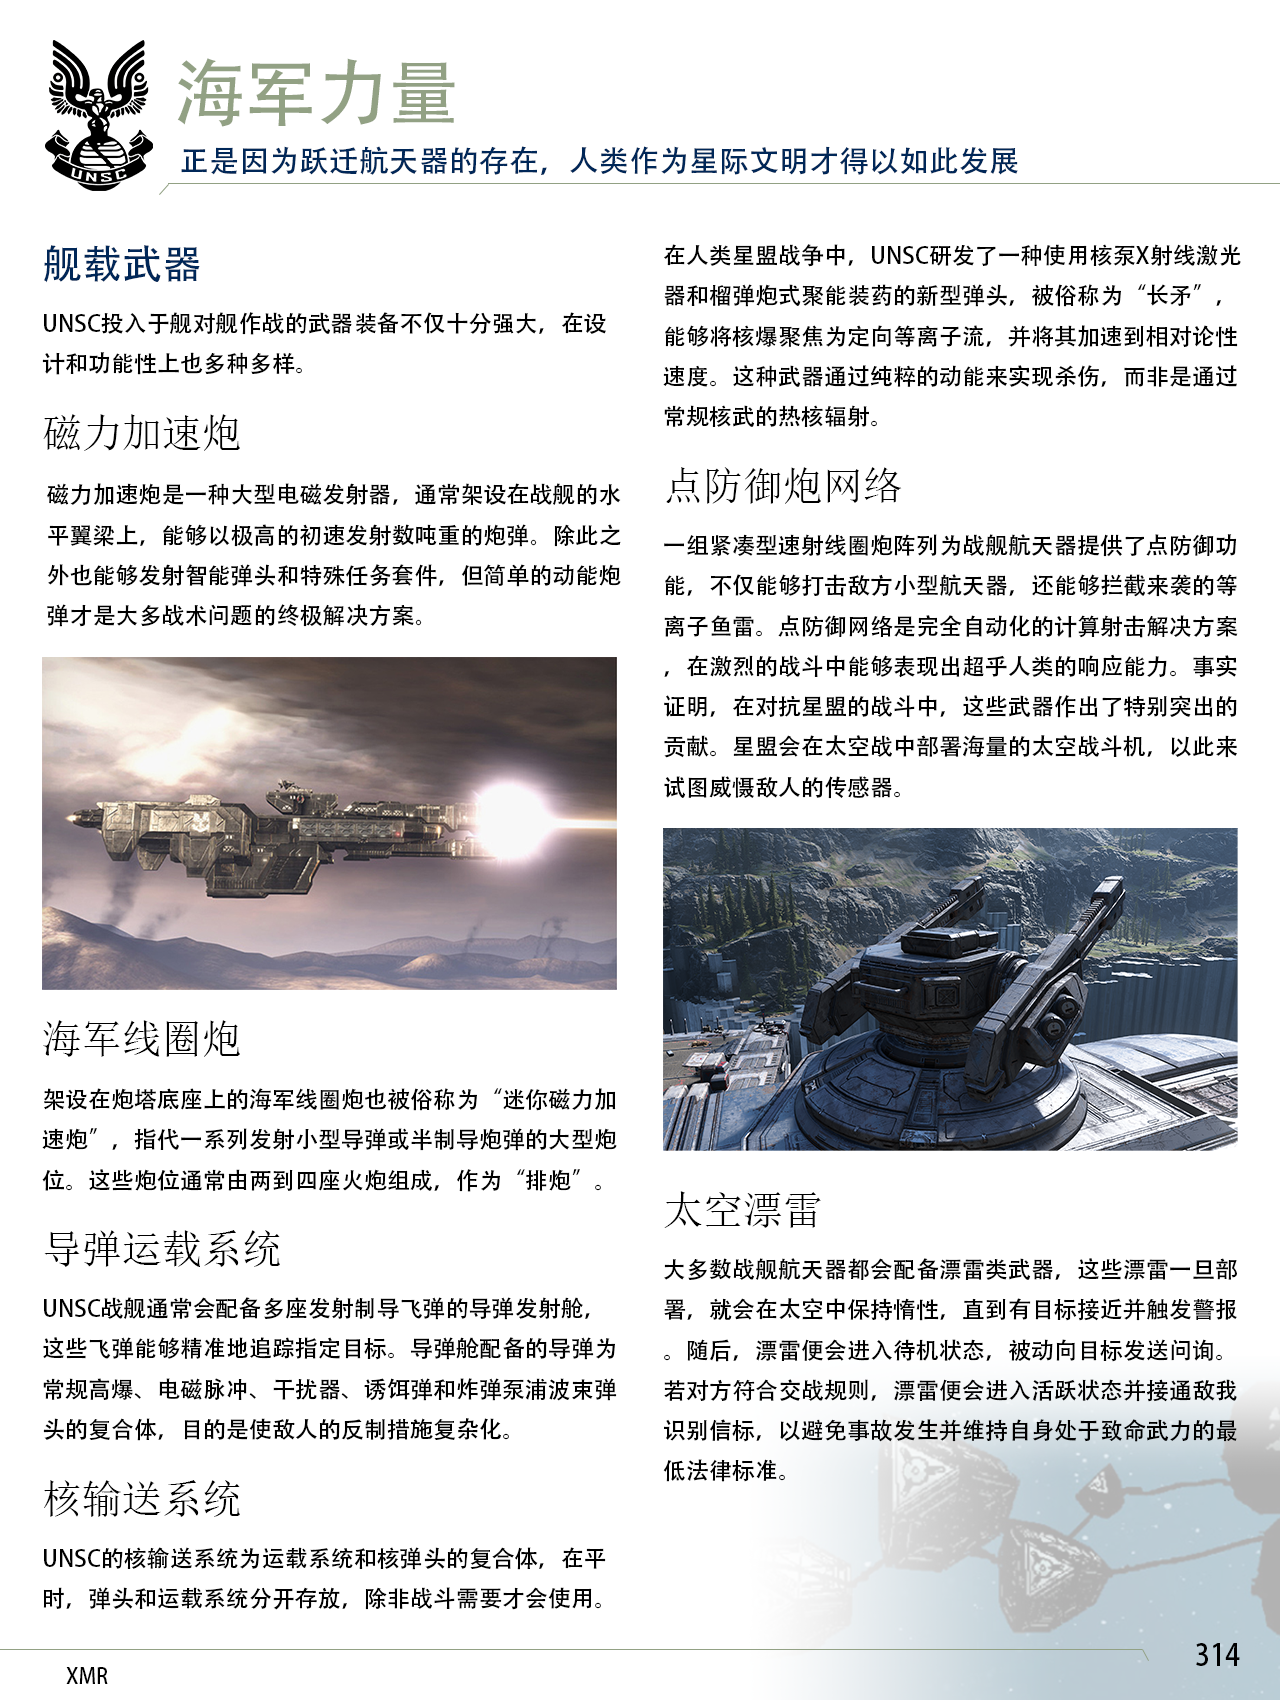 UNSC
海军力量
正是因为跃迁航天器的存在，人类作为星际文明才得以如此发展
舰载武器
UNSC投入于舰对舰作战的武器装备不仅十分强大，在设
计和功能性上也多种多样。
磁力加速炮
磁力加速炮是一种大型电磁发射器，通常架设在战舰的水
平翼梁上，能够以极高的初速发射数吨重的炮弹。除此之
外也能够发射智能弹头和特殊任务套件，但简单的动能炮
弹才是大多战术问题的终极解决方案。
海军线圈炮
架设在炮塔底座上的海军线圈炮也被俗称为“迷你磁力加
速炮”，指代一系列发射小型导弹或半制导炮弹的大型炮
位。这些炮位通常由两到四座火炮组成，作为“排炮”。
导弹运载系统
UNSC战舰通常会配备多座发射制导飞弹的导弹发射舱，
这些飞弹能够精准地追踪指定目标。导弹舱配备的导弹为
常规高爆、电磁脉冲、干扰器、诱饵弹和炸弹泵浦波束弹
头的复合体，目的是使敌人的反制措施复杂化。
核输送系统
UNSC的核输送系统为运载系统和核弹头的复合体，在平
时，弹头和运载系统分开存放，除非战斗需要才会使用。
在人类星盟战争中，UNSC研发了一种使用核泵X射线激光
器和榴弹炮式聚能装药的新型弹头，被俗称为“长矛”，
能够将核爆聚焦为定向等离子流，并将其加速到相对论性
速度。这种武器通过纯粹的动能来实现杀伤，而非是通过
常规核武的热核辐射。
点防御炮网络
一组紧凑型速射线圈炮阵列为战舰航天器提供了点防御功
能，不仅能够打击敌方小型航天器，还能够拦截来袭的等
离子鱼雷。点防御网络是完全自动化的计算射击解决方案
，在激烈的战斗中能够表现出超乎人类的响应能力。事实
证明，在对抗星盟的战斗中，这些武器作出了特别突出的
贡献。星盟会在太空战中部署海量的太空战斗机，以此来
试图威慑敌人的传感器。
太空漂雷
大多数战舰航天器都会配备漂雷类武器，这些漂雷一旦部
署，就会在太空中保持惰性，直到有目标接近并触发警报
。随后，漂雷便会进入待机状态，被动向目标发送问询。
若对方符合交战规则，漂雷便会进入活跃状态并接通敌我
识别信标，以避免事故发生并维持自身处于致命武力的最
低法律标准。
XMR
314